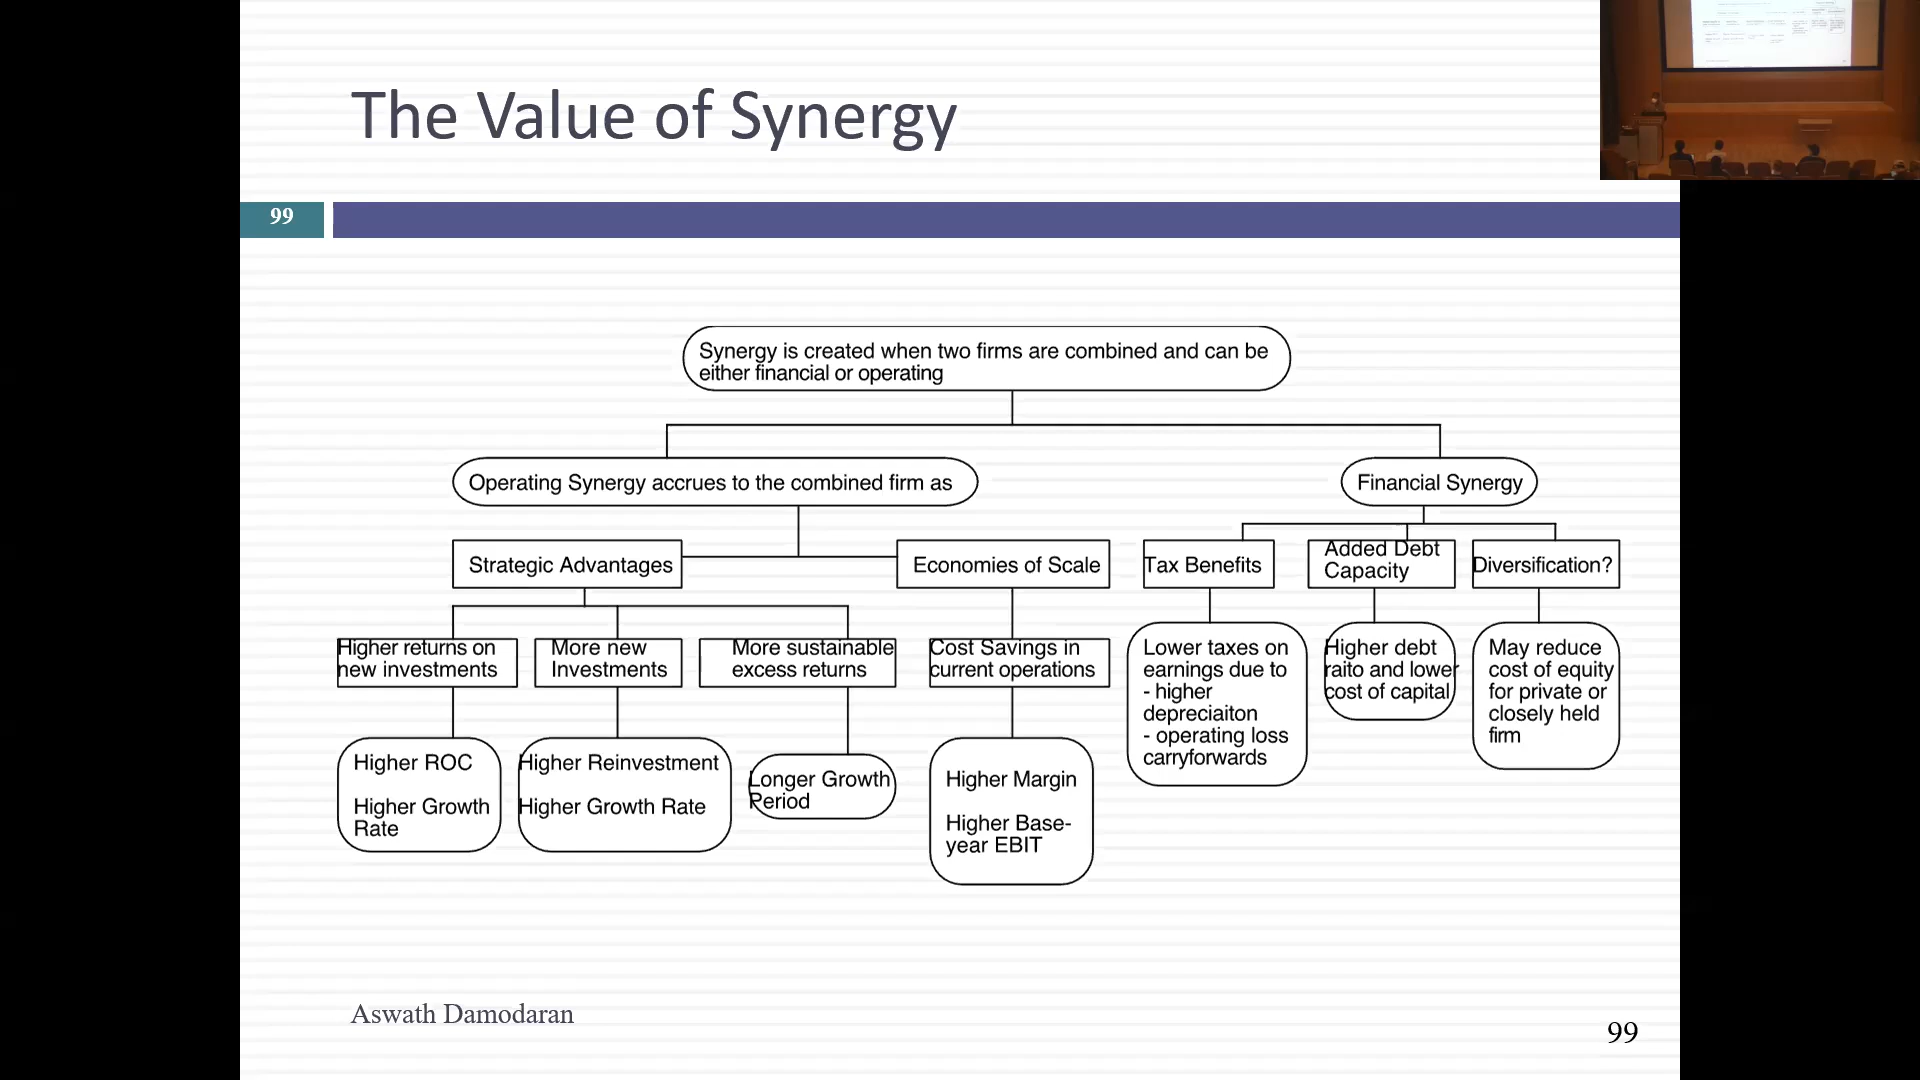 The Value of Synergy
99
Synergy is created when two firms are combined and can be
either financial or operating
Operating Synergy accrues to the combined firm as
Financial Synergy
Strategic Advantages
Economies of Scale
Tax Benefits
Added Debt
Capacity
Diversification?
Higher returns on
new investments
More new
Investments
More sustainable
excess returns
Cost Savings in
current operations
Lower taxes on
earnings due to
- higher
depreciaiton
- operating loss
carryforwards
Higher debt
raito and lower
cost of capital
May reduce
cost of equity
for private or
closely held
firm
Higher ROC
Higher Growth
Rate
Higher Reinvestment
Higher Growth Rate
Longer Growth
Period
Higher Margin
Higher Base-
year EBIT
Aswath Damodaran
99